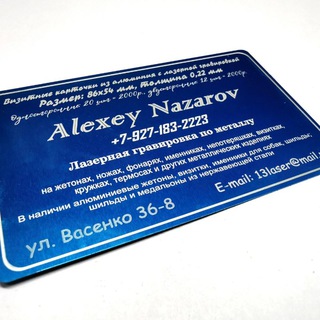 Визитные карточки из алюминия с лазерной гравировкой
Размер: 86x54 мм, толщина 0,22 мм
Односторонние 20 шт - 2000р, двухсторонние 12 шт - 2000р.
Alexey Nazarov
+7-927-183-2223
Лазерная гравировка по металлу
на жетонах, ножах, фонарях, именниках, непотеряшках, визитках,
кружках, термосах и других металлических изделиях
В наличии алюминиевые жетоны, визитки, именники для собак, шильды,
шильды и медальоны из нержавеющей стали
E-mail: 13laser@mail.
ул. Васенко 36-8